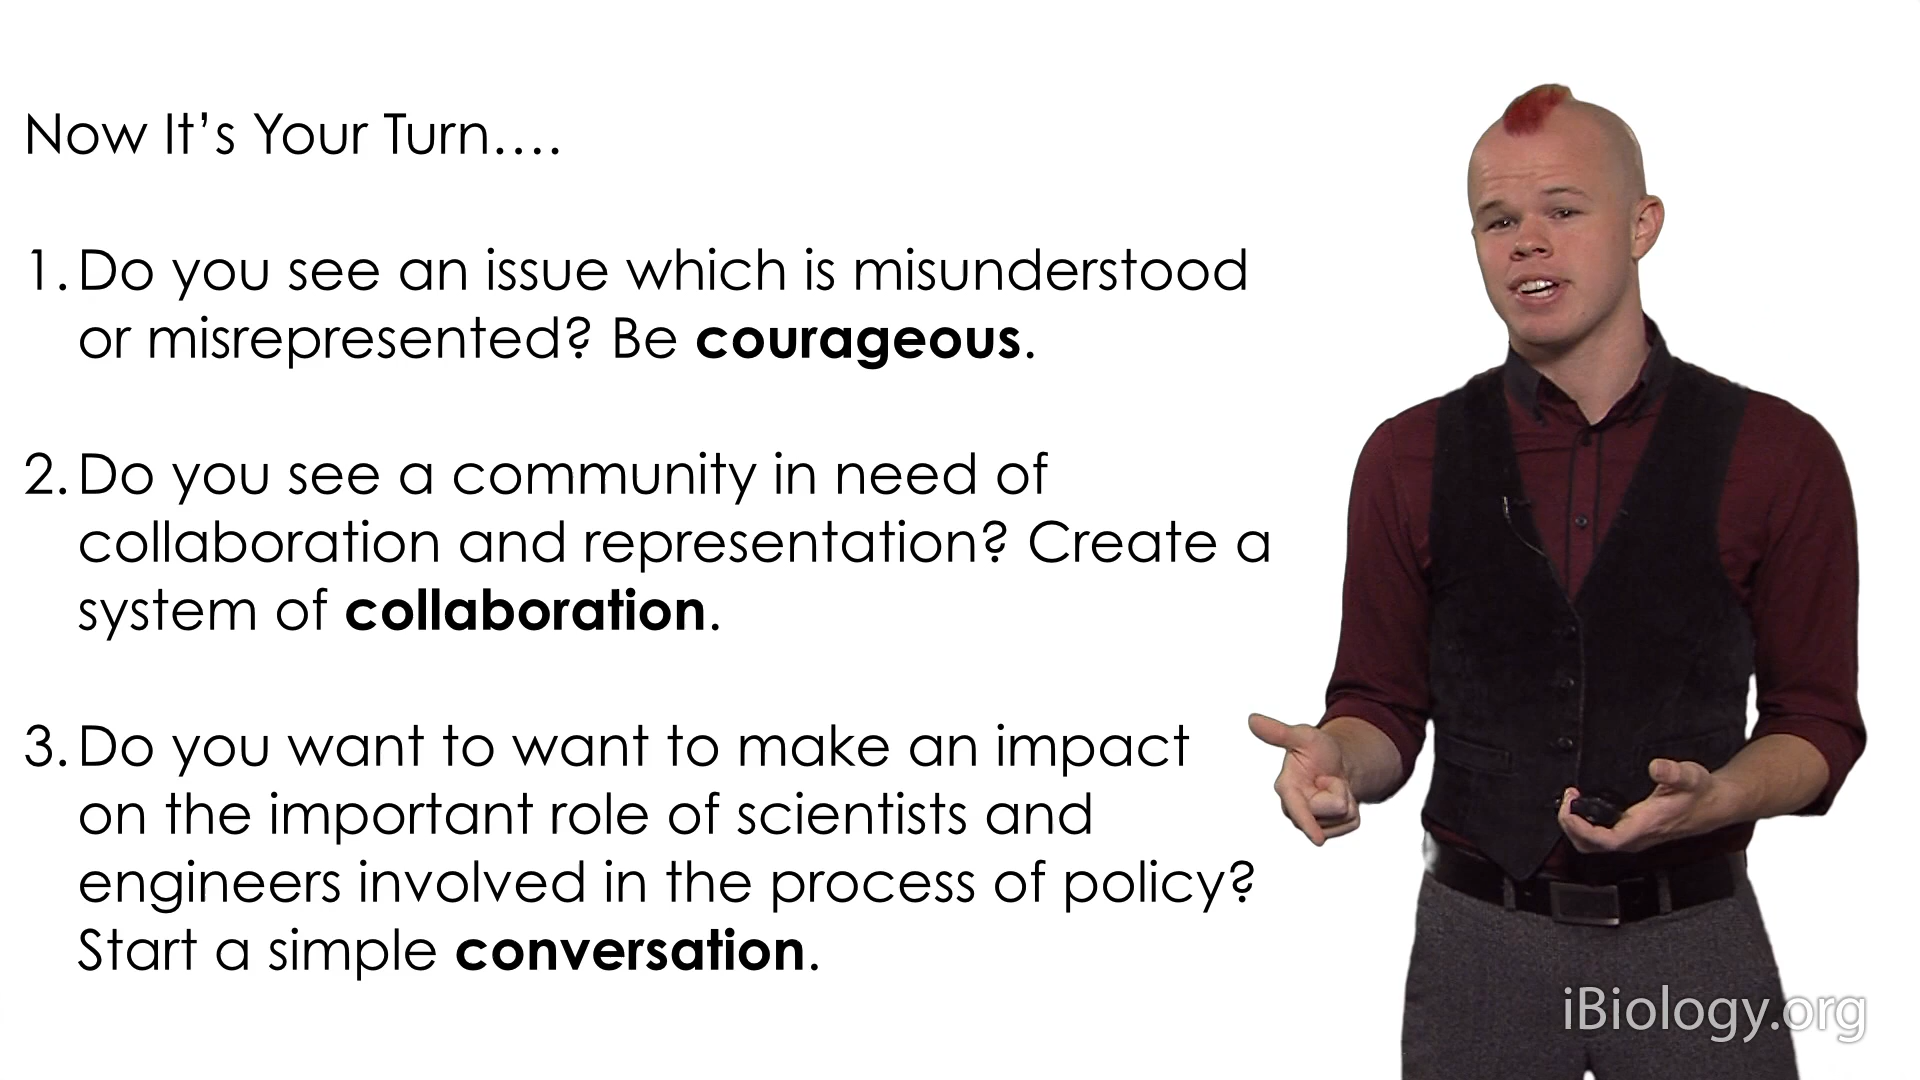 Now It’s Your Turn….
1. Do you see an issue which is misunderstood
or misrepresented? Be courageous.
2. Do you see a community in need of
collaboration and representation? Create a
system of collaboration.
3. Do you want to want to make an impact
on the important role of scientists and
engineers involved in the process of policy?
Start a simple conversation.
iBiology.org